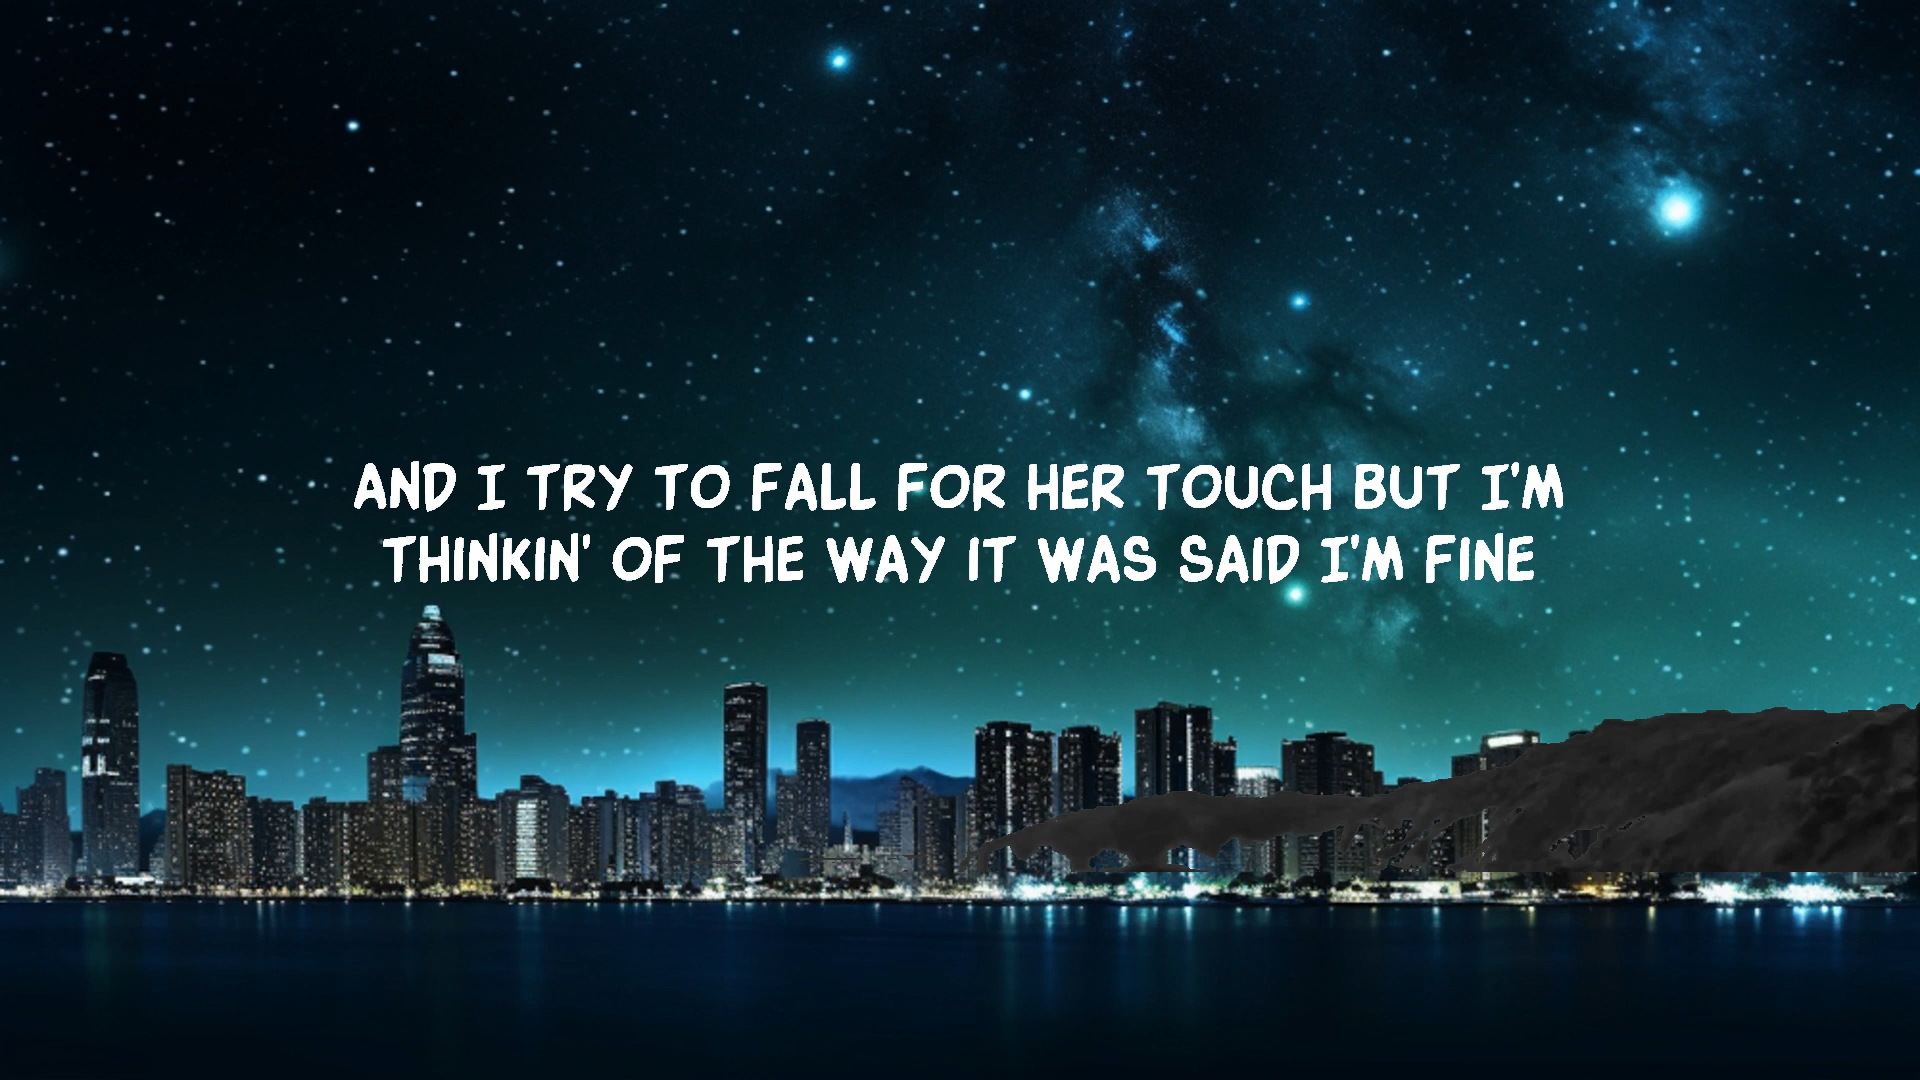 AND I TRY TO FALL FOR HER TOUCH BUT I'M
THINKIN' OF THE WAY IT WAS SAID I'M FINE